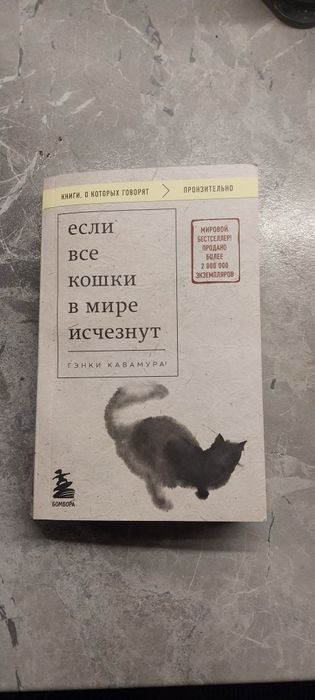 КНИГИ, О КОТОРЫХ ГОВОРЯТ > ПРОНЗИТЕЛЬНО
если
все
кошки
в мире
исчезнут
ГЭНКИ КАВАМУРА
МИРОВОЙ
БЕСТСЕЛЛЕР!
ПРОДАНО
БОЛЕЕ
2 000 000
ЭКЗЕМПЛЯРОВ
БОМБОРА